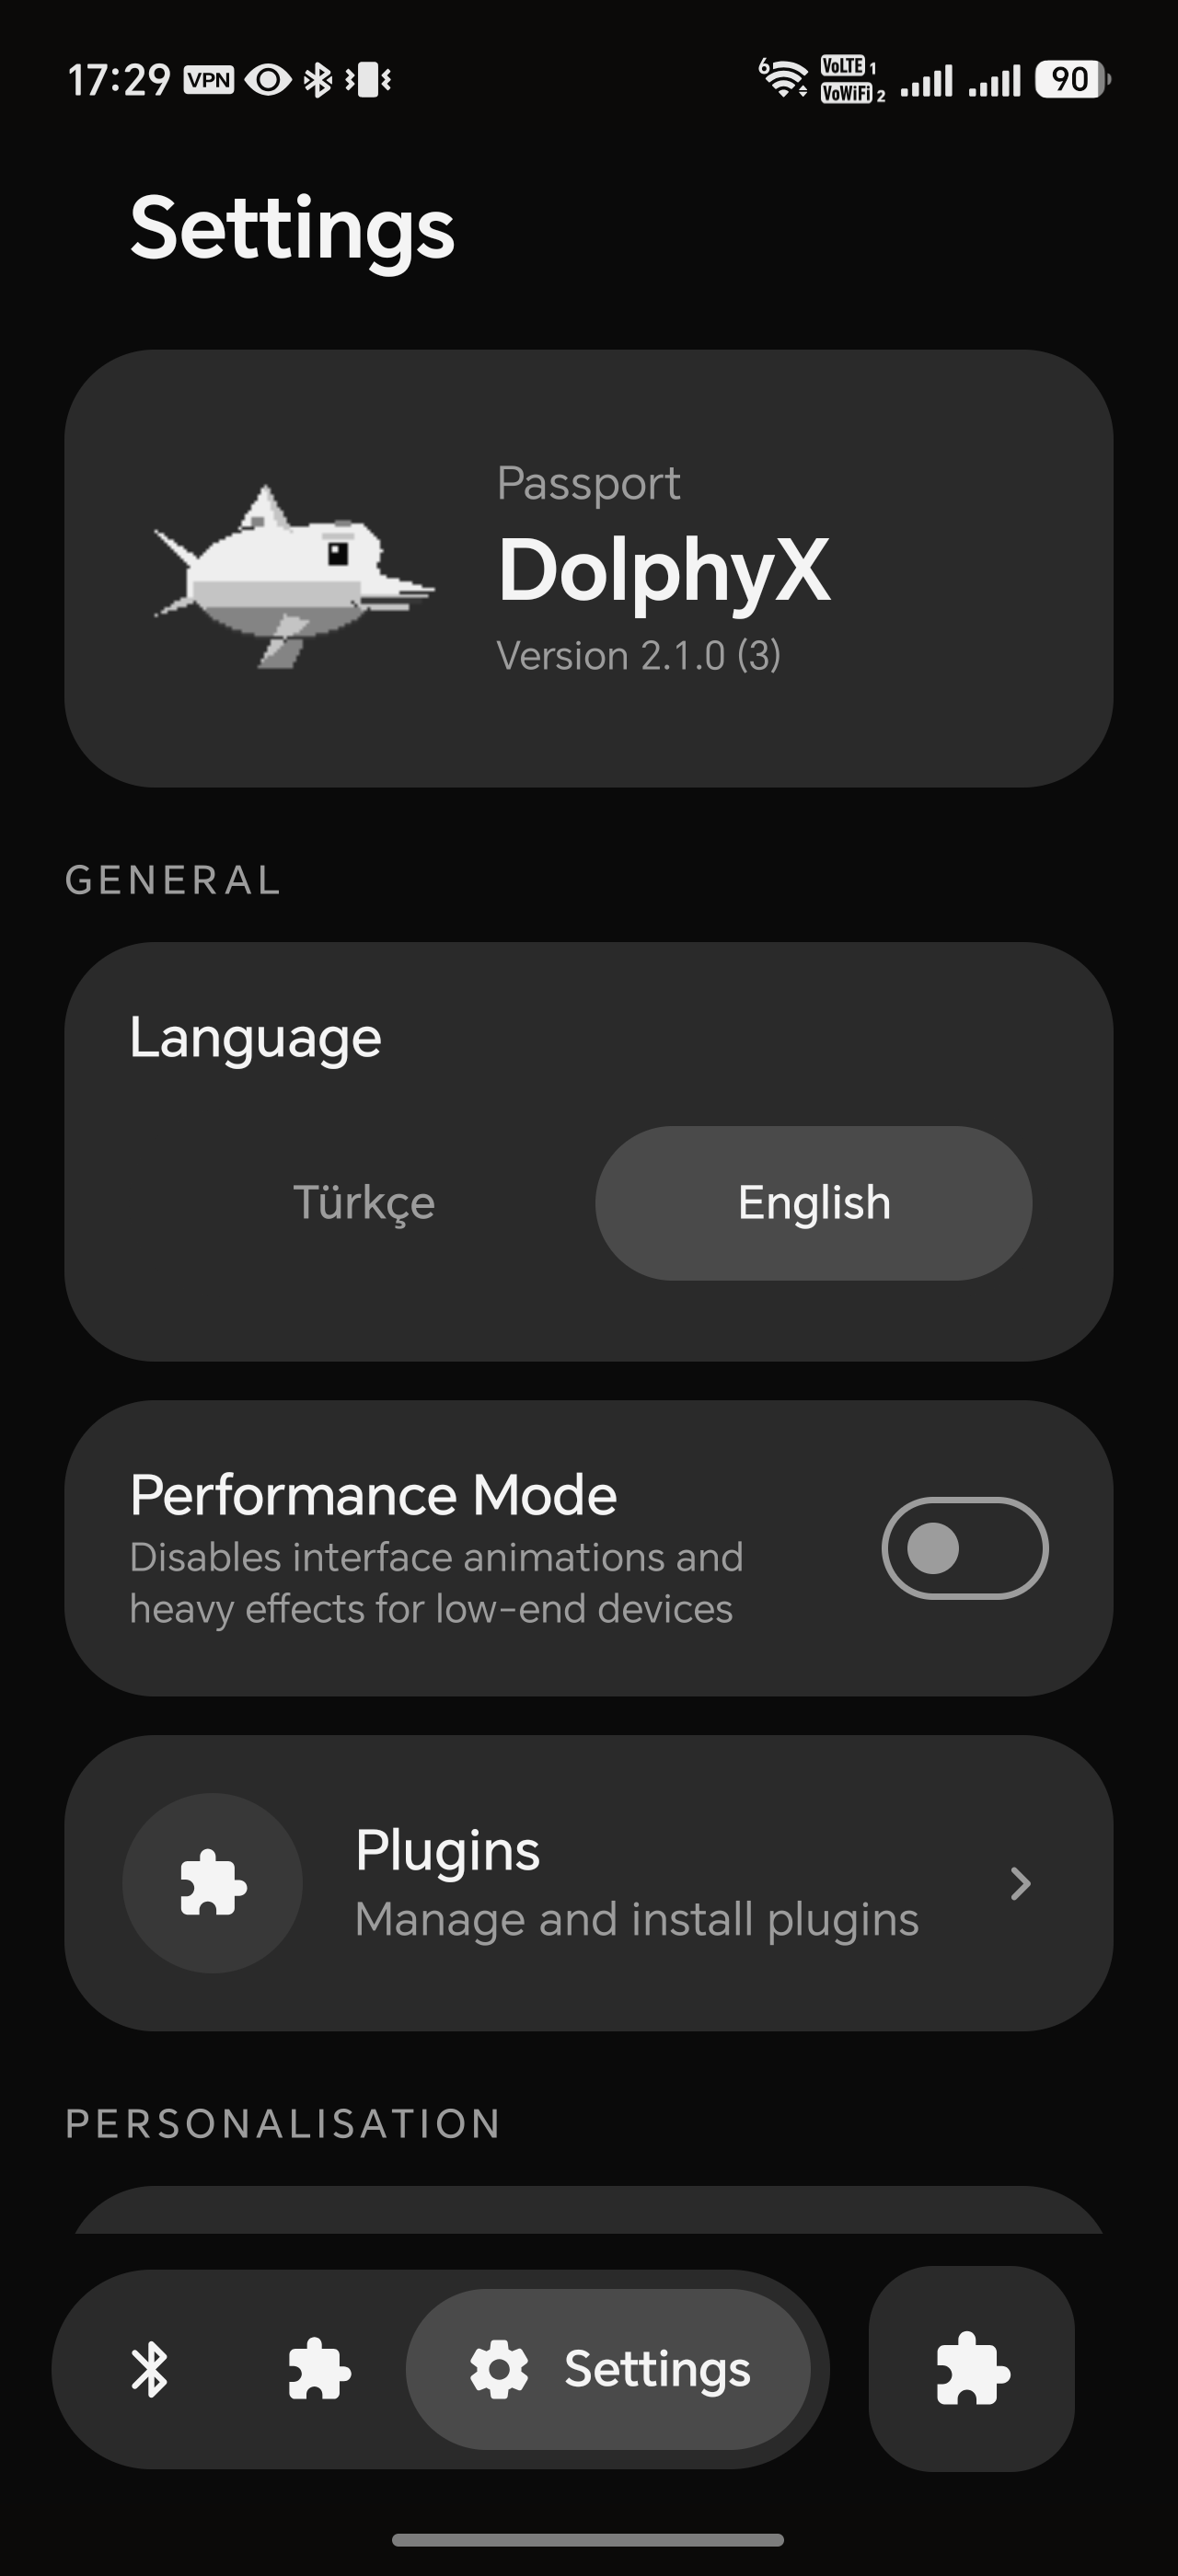 17:29 VPN 6 VoLTE 1 VoWiFi 2 90
Settings
Passport
DolphyX
Version 2.1.0 (3)
GENERAL
Language
Türkçe English
Performance Mode
Disables interface animations and
heavy effects for low-end devices
Plugins
Manage and install plugins
PERSONALISATION
Settings